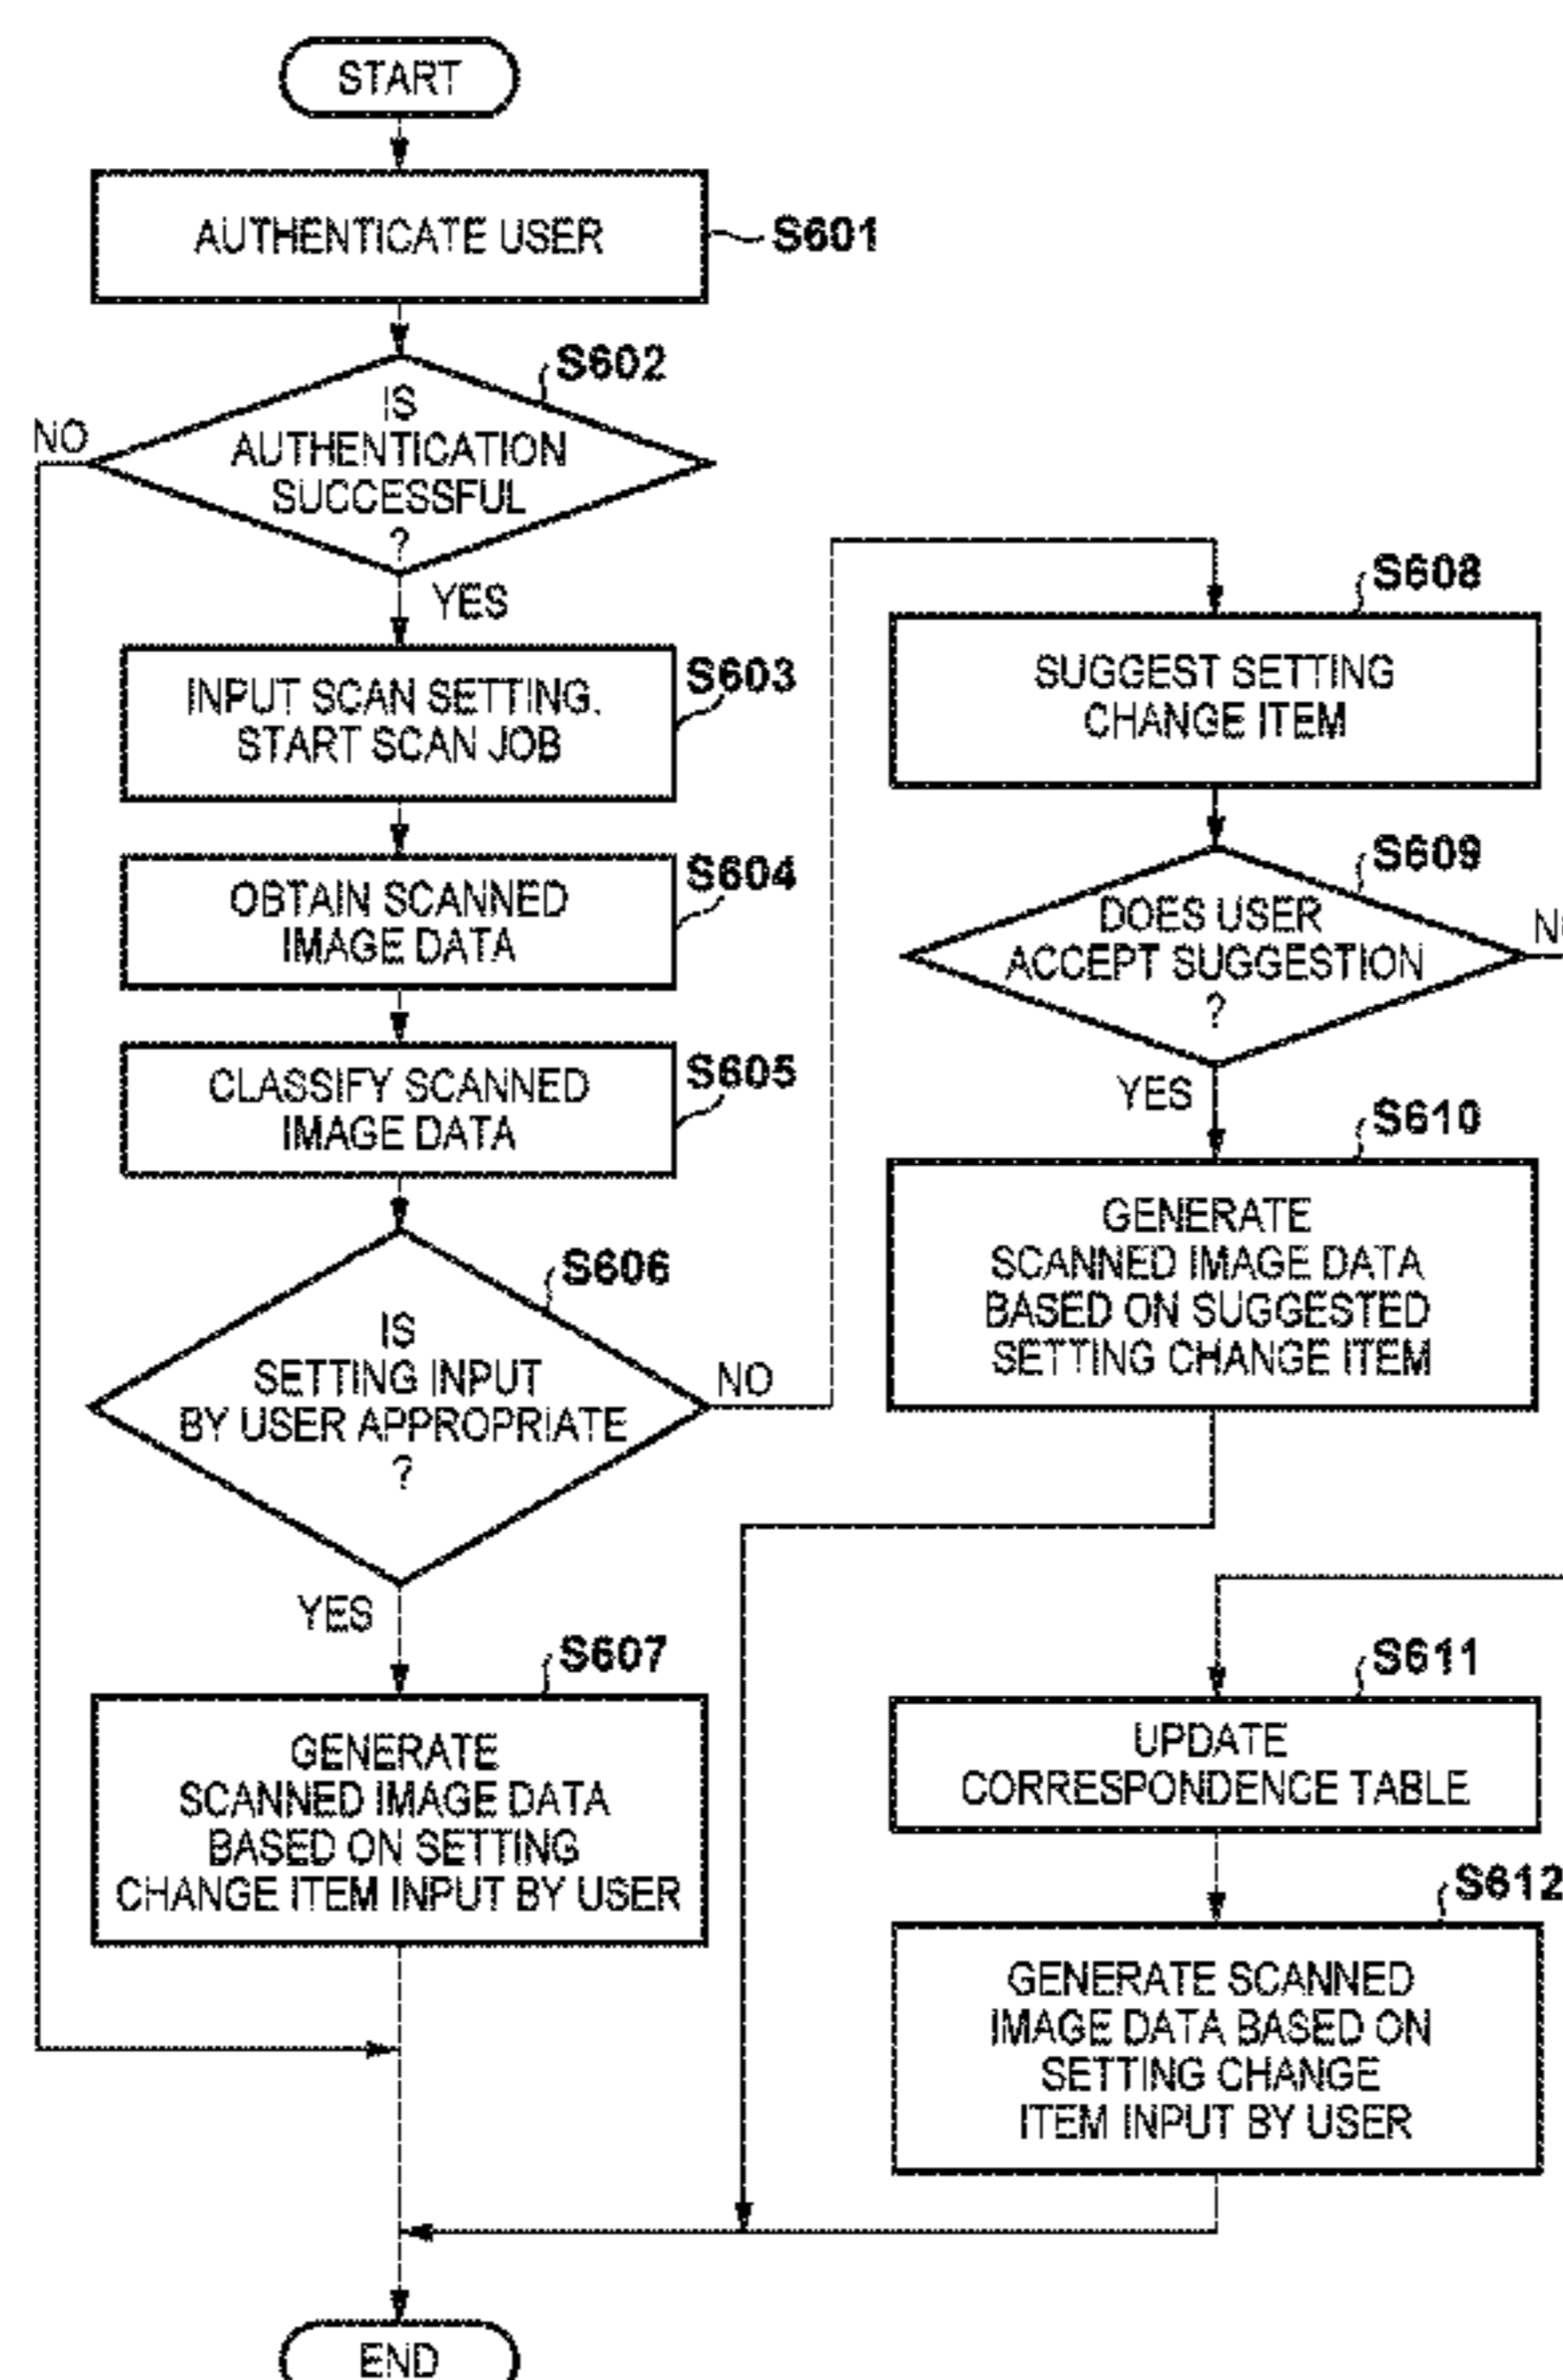 START
AUTHENTICATE USER
S601
S602
IS
AUTHENTICATION
SUCCESSFUL
?
NO
YES
INPUT SCAN SETTING.
START SCAN JOB
S603
OBTAIN SCANNED
IMAGE DATA
S604
CLASSIFY SCANNED
IMAGE DATA
S605
S606
IS
SETTING INPUT
BY USER APPROPRIATE
?
NO
YES
S607
GENERATE
SCANNED IMAGE DATA
BASED ON SETTING
CHANGE ITEM INPUT BY USER
S608
SUGGEST SETTING
CHANGE ITEM
S609
DOES USER
ACCEPT SUGGESTION
?
YES
S610
GENERATE
SCANNED IMAGE DATA
BASED ON SUGGESTED
SETTING CHANGE ITEM
S611
UPDATE
CORRESPONDENCE TABLE
S612
GENERATE SCANNED
IMAGE DATA BASED ON
SETTING CHANGE
ITEM INPUT BY USER
END